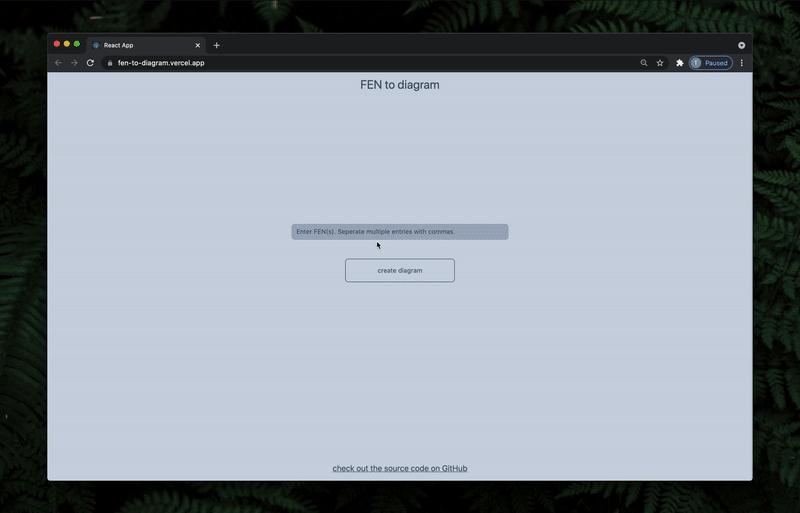 React App
fen-to-diagram.vercel.app
T Paused
FEN to diagram
Enter FEN(s). Seperate multiple entries with commas.
create diagram
check out the source code on GitHub